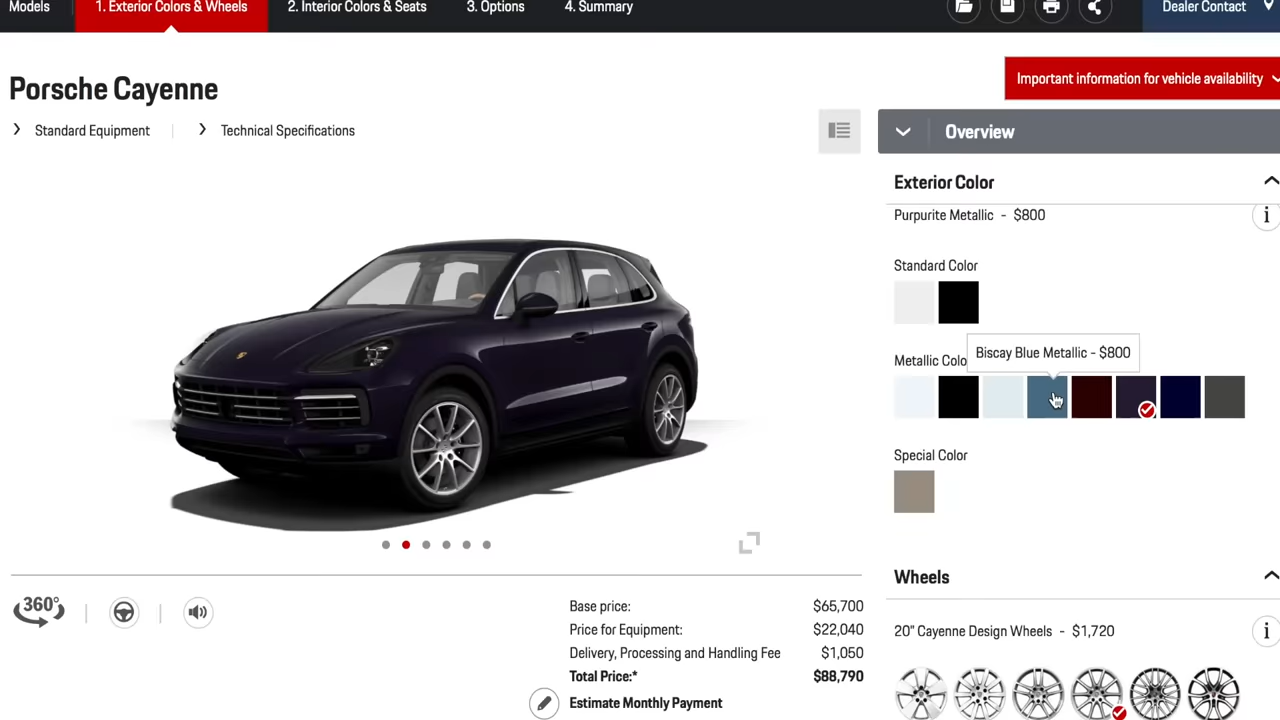 Models
1. Exterior Colors & Wheels
2. Interior Colors & Seats
3. Options
4. Summary
Dealer Contact
Porsche Cayenne
Important information for vehicle availability
Standard Equipment
Technical Specifications
Overview
Exterior Color
Purpurite Metallic - $800
i
Standard Color
Biscay Blue Metallic - $800
Metallic Colo
Special Color
Wheels
20" Cayenne Design Wheels - $1,720
i
360°
Base price: $65,700
Price for Equipment: $22,040
Delivery, Processing and Handling Fee $1,050
Total Price:* $88,790
Estimate Monthly Payment